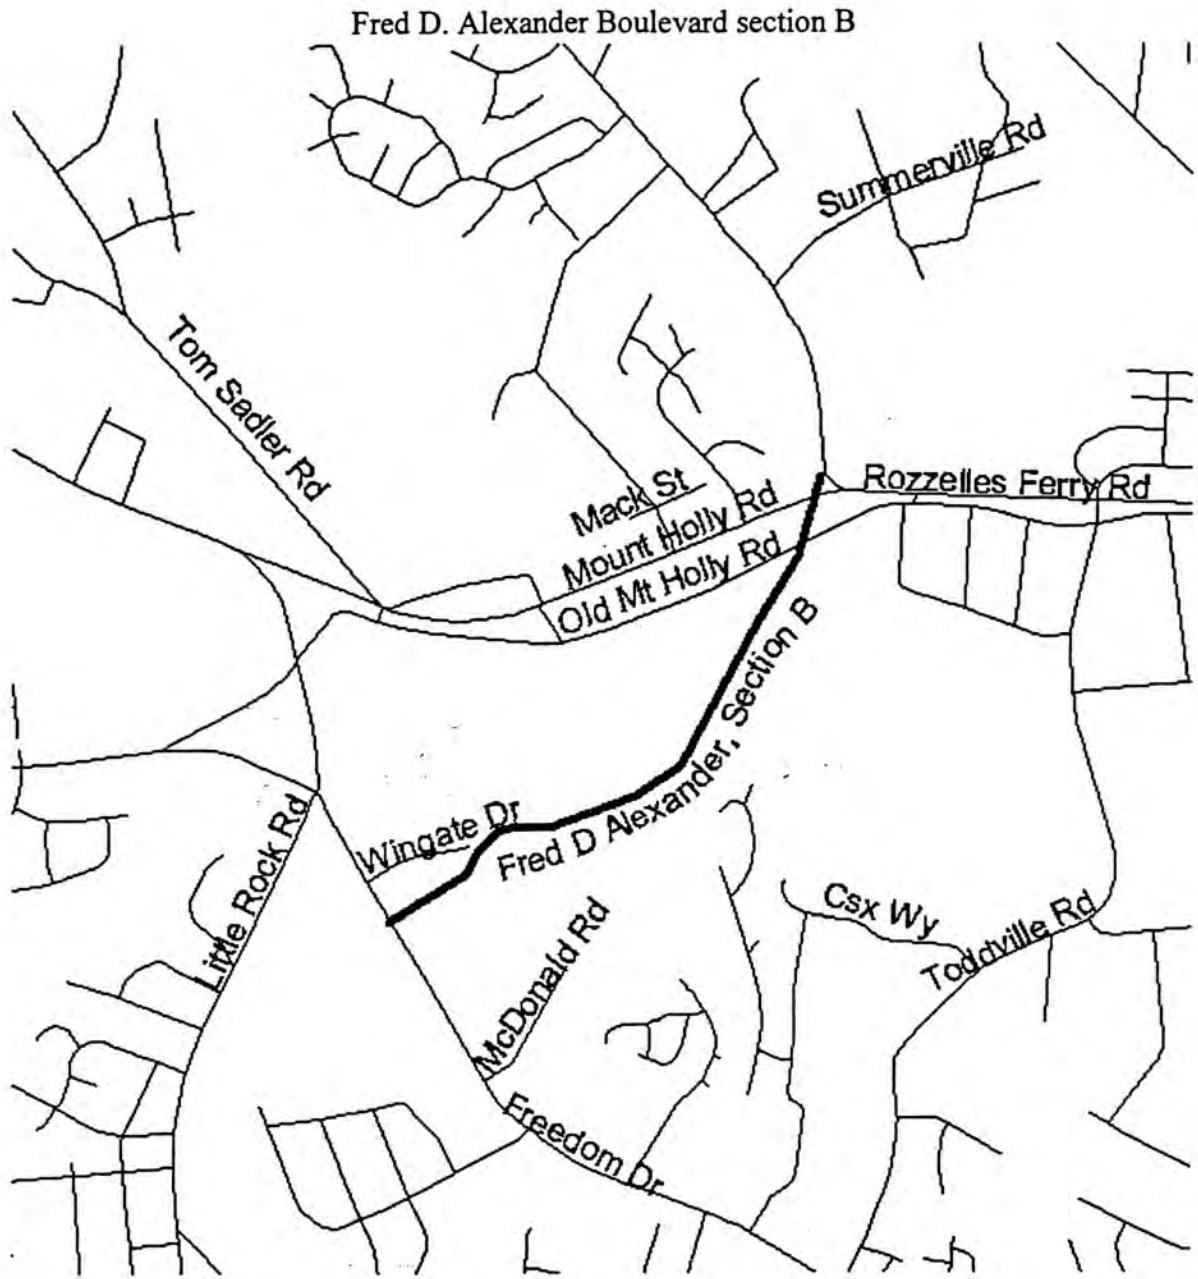 Fred D. Alexander Boulevard section B
Summerville Rd
Tom Sadler Rd
Rozzelles Ferry Rd
Mack St
Mount Holly Rd
Old Mt Holly Rd
Fred D Alexander, Section B
Wingate Dr
Little Rock Rd
Csx Wy
McDonald Rd
Toddville Rd
Freedom Dr